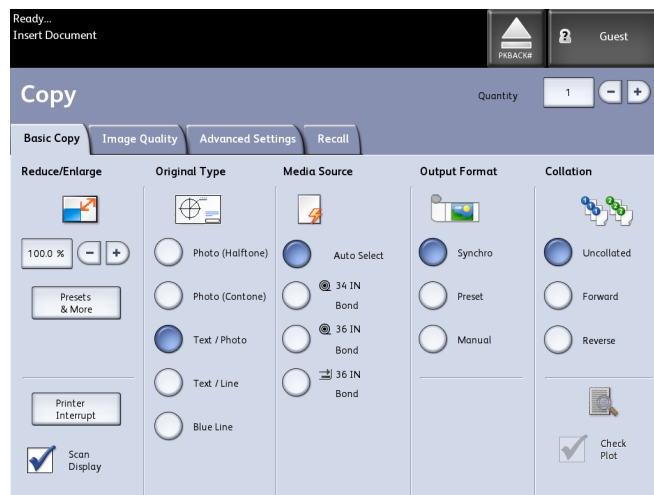 Ready...
Insert Document
PKBACK#
Guest
Copy
Quantity
1
Basic Copy
Image Quality
Advanced Settings
Recall
Reduce/Enlarge
100.0 %
Presets
& More
Printer
Interrupt
Scan
Display
Original Type
Photo (Halftone)
Photo (Contone)
Text / Photo
Text / Line
Blue Line
Media Source
Auto Select
34 IN
Bond
36 IN
Bond
36 IN
Bond
Output Format
Synchro
Preset
Manual
Collation
Uncollated
Forward
Reverse
Check
Plot